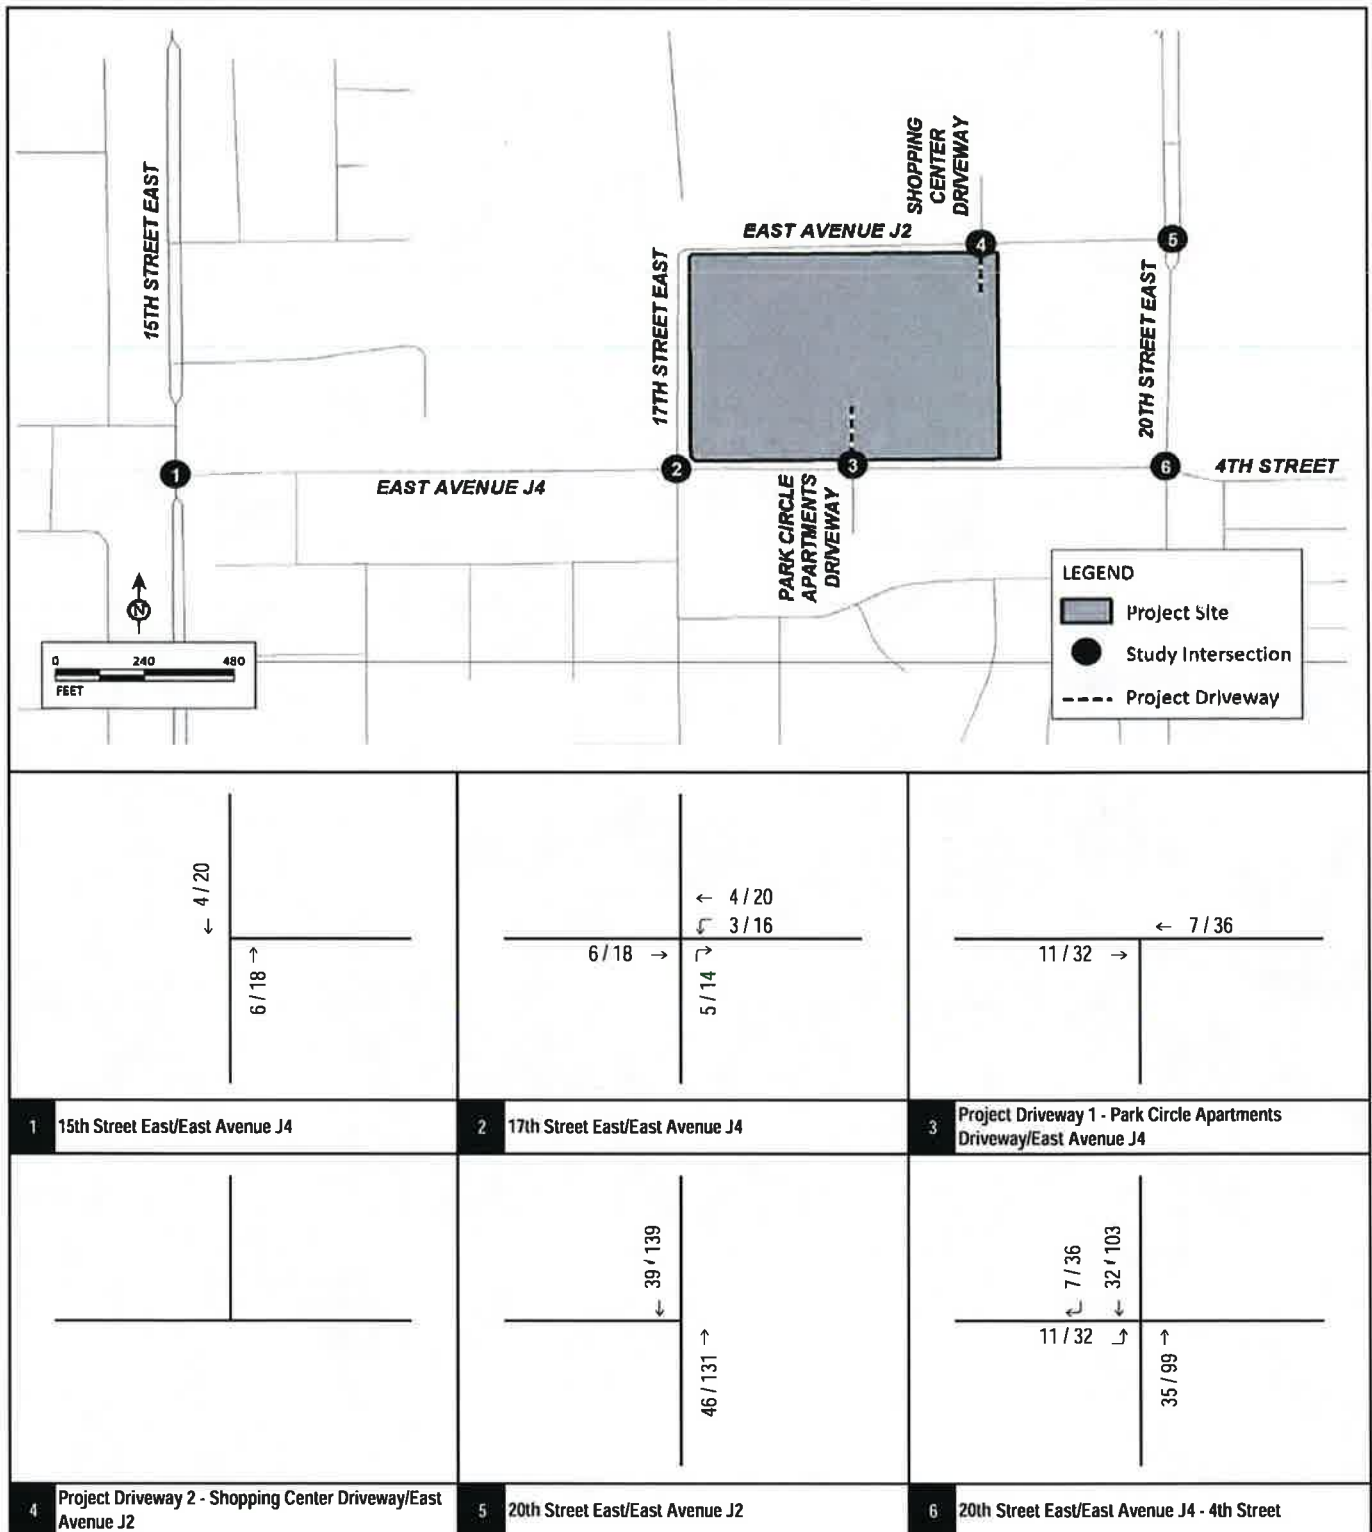 SHOPPING
CENTER
DRIVEWAY
15TH STREET EAST
EAST AVENUE J2
4
5
17TH STREET EAST
20TH STREET EAST
1
2
3
6
4TH STREET
EAST AVENUE J4
PARK CIRCLE
APARTMENTS
DRIVEWAY
N
0 240 480
FEET
LEGEND
Project Site
Study Intersection
Project Driveway
4 / 20
6 / 18
1 15th Street East/East Avenue J4
← 4 / 20
3 / 16
6 / 18 →
5 / 14
2 17th Street East/East Avenue J4
← 7 / 36
11 / 32 →
3 Project Driveway 1 - Park Circle Apartments
Driveway/East Avenue J4
4 Project Driveway 2 - Shopping Center Driveway/East
Avenue J2
39 / 139
46 / 131
5 20th Street East/East Avenue J2
7 / 36
32 / 103
11 / 32
35 / 99
6 20th Street East/East Avenue J4 - 4th Street